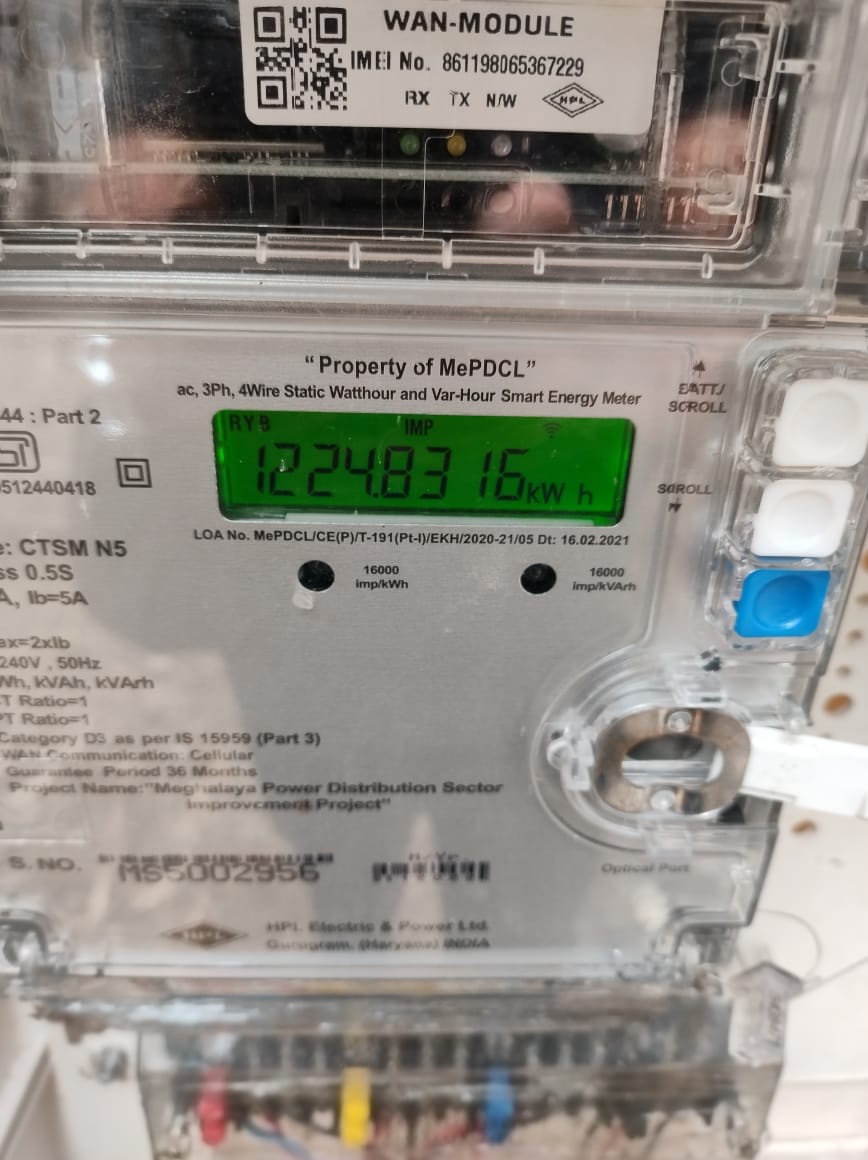 WAN-MODULE
IMEI No. 861198065367229
RX TX N/W HPL
"Property of MePDCL"
ac, 3Ph, 4Wire Static Watthour and Var-Hour Smart Energy Meter
BATT./
SCROLL
44 : Part 2
RYB IMP
1224.8316 kWh
512440418
SCROLL
LOA No. MePDCL/CE(P)/T-191(Pt-I)/EKH/2020-21/05 Dt: 16.02.2021
e: CTSM N5
ss 0.5S
A, Ib=5A
16000
imp/kWh
16000
imp/kVArh
ax=2xIb
240V , 50Hz
Wh, kVAh, kVArh
T Ratio=1
PT Ratio=1
Category D3 as per IS 15959 (Part 3)
WAN Communication: Cellular
Guarantee Period 36 Months
Project Name:"Meghalaya Power Distribution Sector
Improvement Project"
S. NO. MS5002956
Optical Port
HPL HPL Electric & Power Ltd.
Gurugram, (Haryana) INDIA